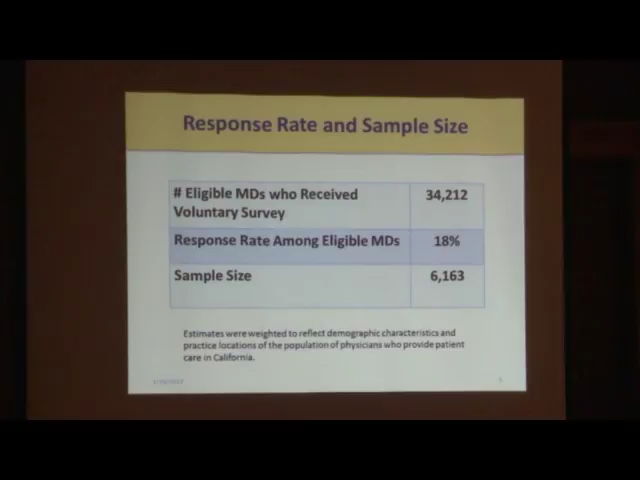 Response Rate and Sample Size
# Eligible MDs who Received
Voluntary Survey
34,212
Response Rate Among Eligible MDs
18%
Sample Size
6,163
Estimates were weighted to reflect demographic characteristics and
practice locations of the population of physicians who provide patient
care in California.